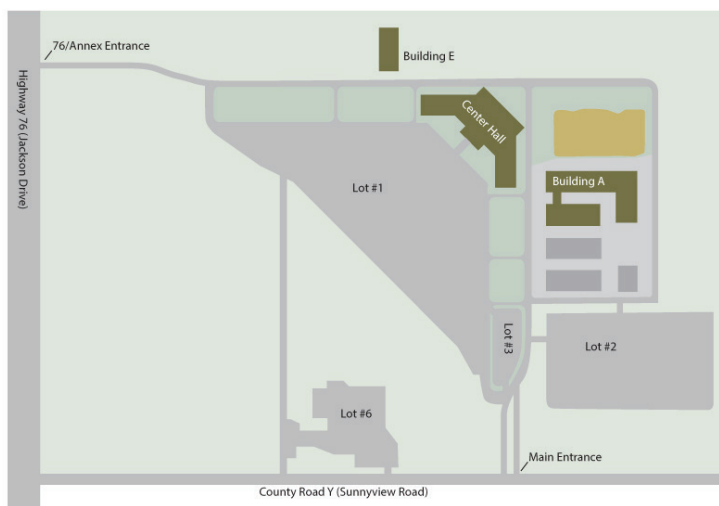 76/Annex Entrance
Building E
Highway 76 (Jackson Drive)
Center Hall
Lot #1
Building A
Lot #3
Lot #2
Lot #6
Main Entrance
County Road Y (Sunnyview Road)